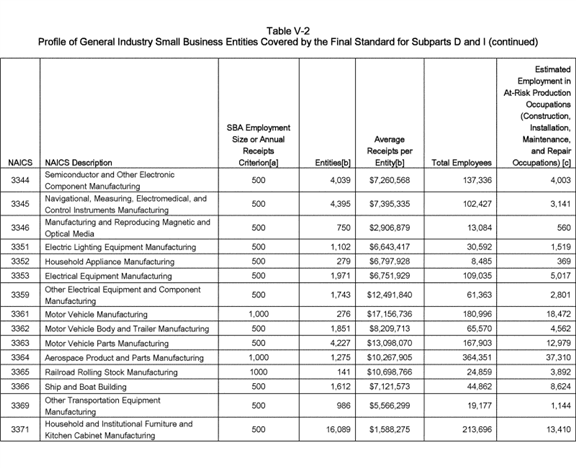 Table V-2
Profile of General Industry Small Business Entities Covered by the Final Standard for Subparts D and I (continued)
NAICS NAICS Description SBA Employment Size or Annual Receipts Criterion[a] Entities[b] Average Receipts per Entity[b] Total Employees Estimated Employment in At-Risk Production Occupations (Construction, Installation, Maintenance, and Repair Occupations) [c]
3344 Semiconductor and Other Electronic Component Manufacturing 500 4,039 $7,260,568 137,336 4,003
3345 Navigational, Measuring, Electromedical, and Control Instruments Manufacturing 500 4,395 $7,395,335 102,427 3,141
3346 Manufacturing and Reproducing Magnetic and Optical Media 500 750 $2,906,879 13,084 560
3351 Electric Lighting Equipment Manufacturing 500 1,102 $6,643,417 30,592 1,519
3352 Household Appliance Manufacturing 500 279 $6,797,928 8,485 369
3353 Electrical Equipment Manufacturing 500 1,971 $6,751,929 109,035 5,017
3359 Other Electrical Equipment and Component Manufacturing 500 1,743 $12,491,840 61,363 2,801
3361 Motor Vehicle Manufacturing 1,000 276 $17,156,736 180,996 18,472
3362 Motor Vehicle Body and Trailer Manufacturing 500 1,851 $8,209,713 65,570 4,562
3363 Motor Vehicle Parts Manufacturing 500 4,227 $13,098,070 167,903 12,979
3364 Aerospace Product and Parts Manufacturing 1,000 1,275 $10,267,905 364,351 37,310
3365 Railroad Rolling Stock Manufacturing 1000 141 $10,698,766 24,859 3,892
3366 Ship and Boat Building 500 1,612 $7,121,573 44,862 8,624
3369 Other Transportation Equipment Manufacturing 500 986 $5,566,299 19,177 1,144
3371 Household and Institutional Furniture and Kitchen Cabinet Manufacturing 500 16,089 $1,588,275 213,696 13,410